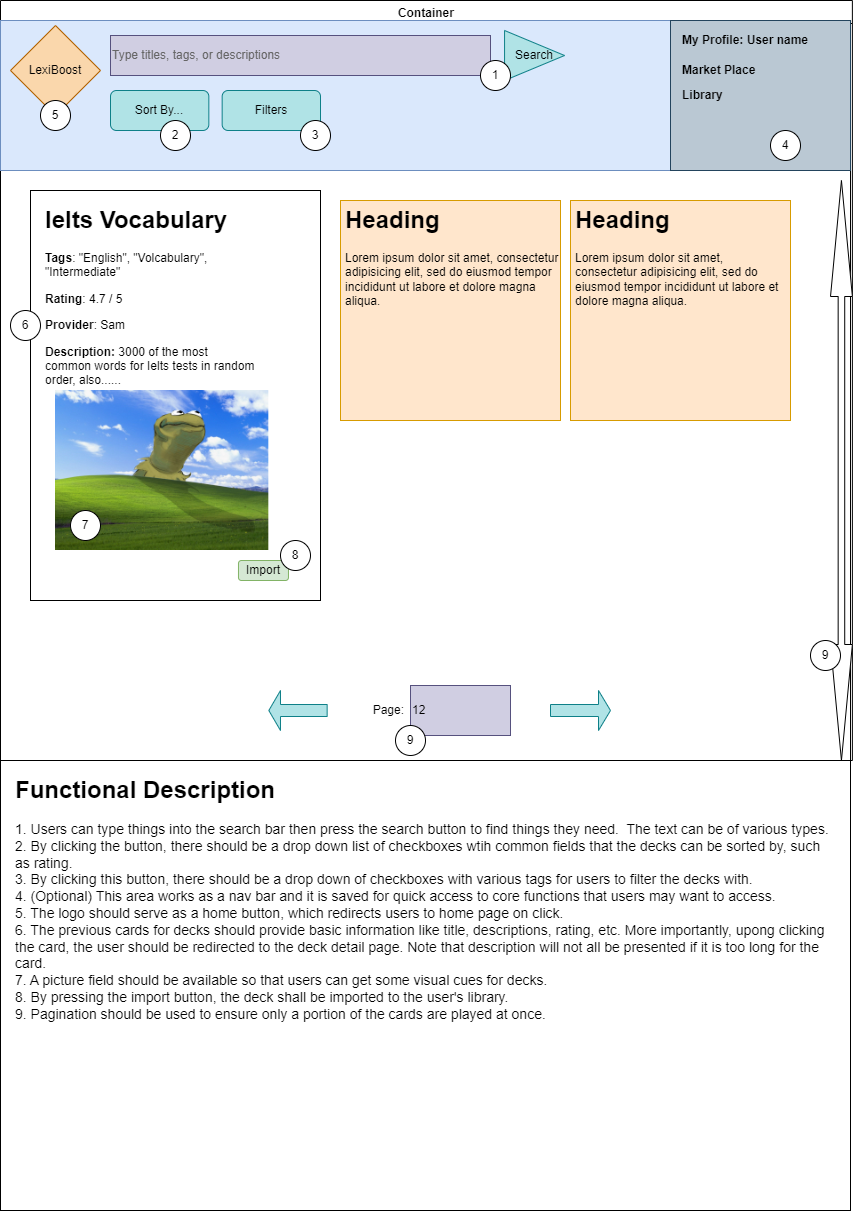 Container
LexiBoost
5
Type titles, tags, or descriptions
1
Search
Sort By...
2
Filters
3
My Profile: User name
Market Place
Library
4
Ielts Vocabulary
Tags: "English", "Volcabulary",
"Intermediate"
Rating: 4.7 / 5
6
Provider: Sam
Description: 3000 of the most
common words for Ielts tests in random
order, also......
7
8
Import
Heading
Lorem ipsum dolor sit amet, consectetur
adipisicing elit, sed do eiusmod tempor
incididunt ut labore et dolore magna
aliqua.
Heading
Lorem ipsum dolor sit amet,
consectetur adipisicing elit, sed do
eiusmod tempor incididunt ut labore et
dolore magna aliqua.
9
Page:
12
9
Functional Description
1. Users can type things into the search bar then press the search button to find things they need.  The text can be of various types.
2. By clicking the button, there should be a drop down list of checkboxes wtih common fields that the decks can be sorted by, such
as rating.
3. By clicking this button, there should be a drop down of checkboxes with various tags for users to filter the decks with.
4. (Optional) This area works as a nav bar and it is saved for quick access to core functions that users may want to access.
5. The logo should serve as a home button, which redirects users to home page on click.
6. The previous cards for decks should provide basic information like title, descriptions, rating, etc. More importantly, upong clicking
the card, the user should be redirected to the deck detail page. Note that description will not all be presented if it is too long for the
card.
7. A picture field should be available so that users can get some visual cues for decks.
8. By pressing the import button, the deck shall be imported to the user's library.
9. Pagination should be used to ensure only a portion of the cards are played at once.